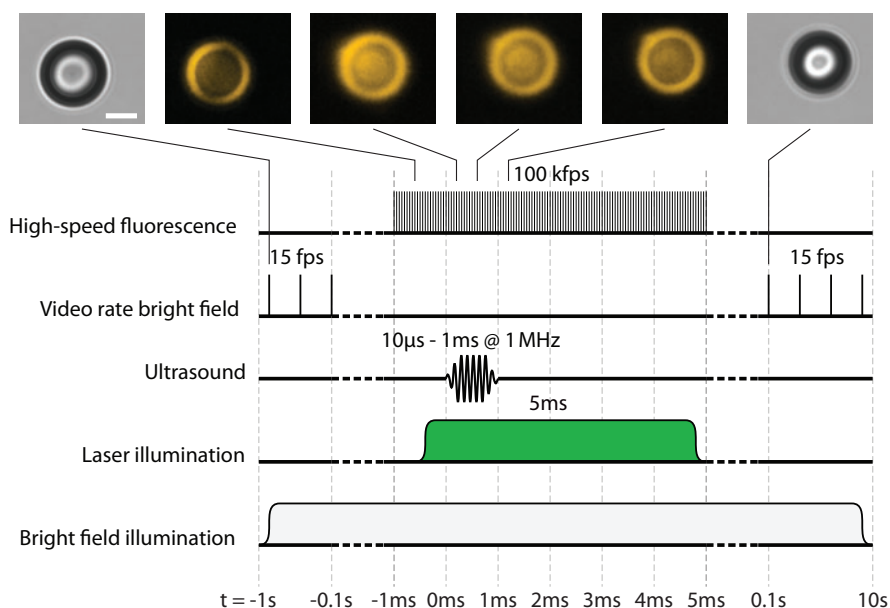 100 kfps
High-speed fluorescence
15 fps
15 fps
Video rate bright field
10µs - 1ms @ 1 MHz
Ultrasound
5ms
Laser illumination
Bright field illumination
t = -1s -0.1s -1ms 0ms 1ms 2ms 3ms 4ms 5ms 0.1s 10s